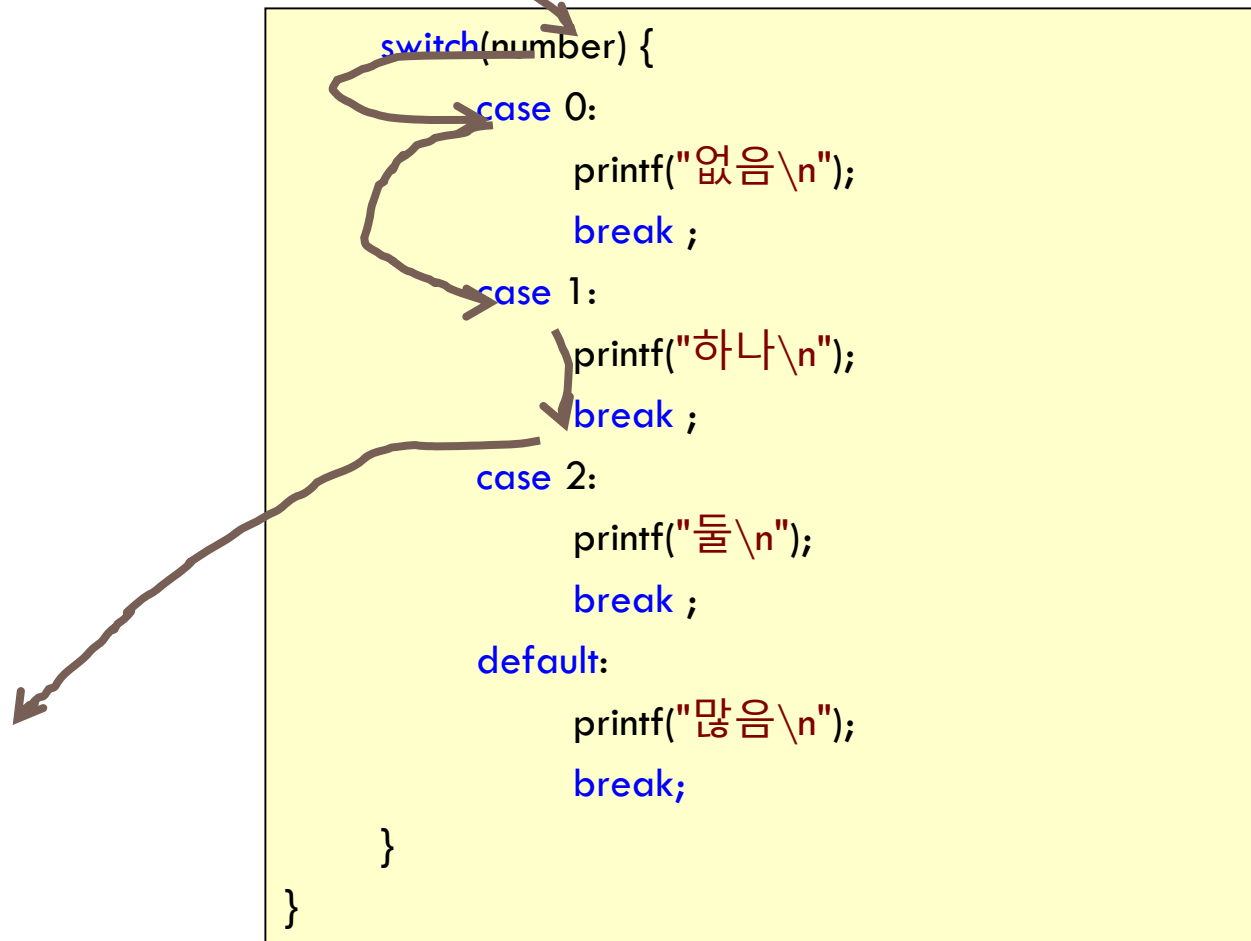 switch(number) {
case 0:
printf("없음\n");
break ;
case 1:
printf("하나\n");
break ;
case 2:
printf("둘\n");
break ;
default:
printf("많음\n");
break;
}
}